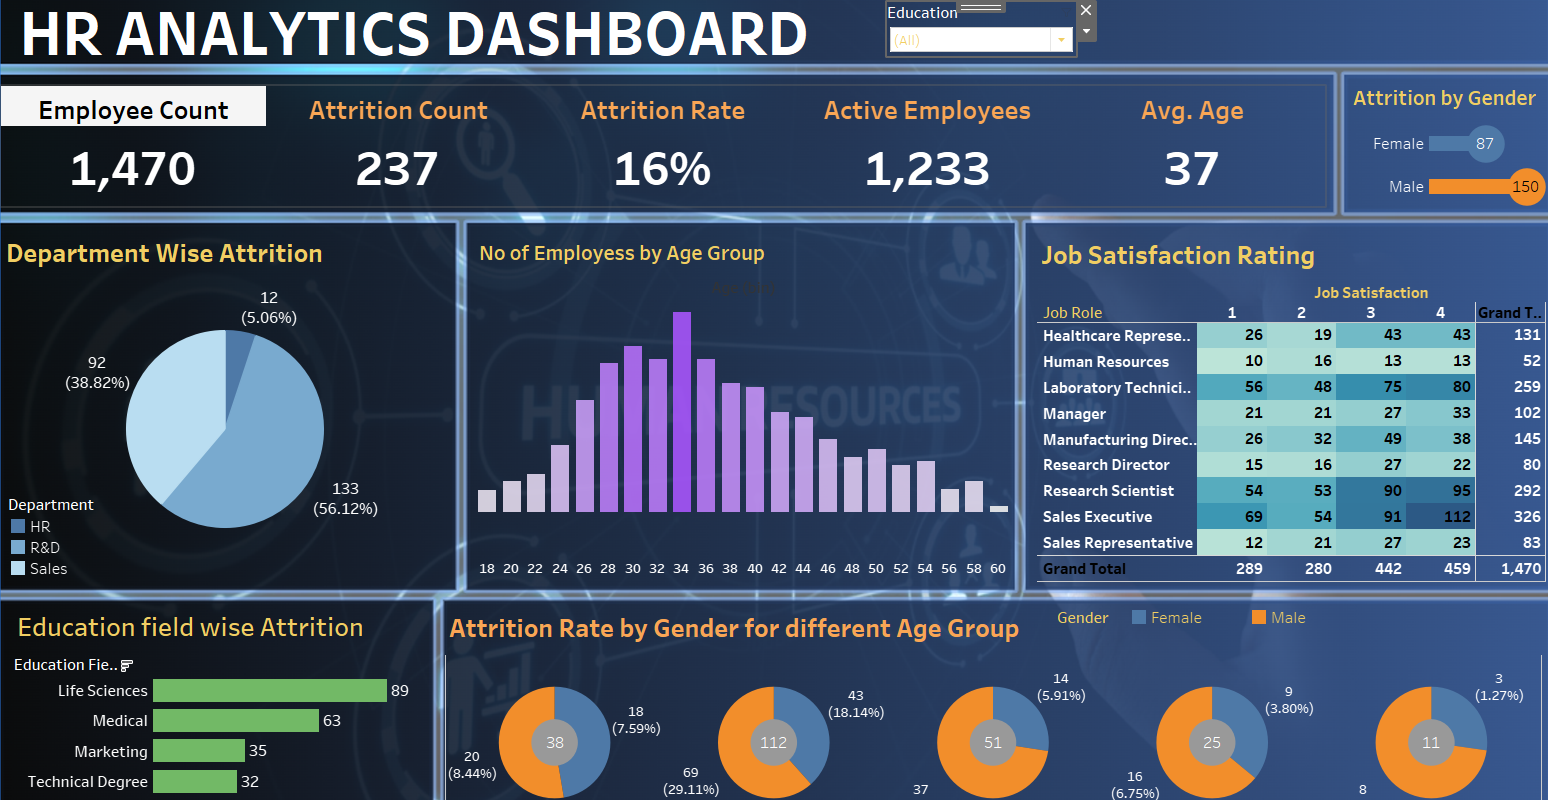 HR ANALYTICS DASHBOARD
Education
(All)
Employee Count
Attrition Count
Attrition Rate
Active Employees
Avg. Age
1,470
237
16%
1,233
37
Attrition by Gender
Female 87
Male 150
Department Wise Attrition
12
(5.06%)
92
(38.82%)
133
(56.12%)
Department
HR
R&D
Sales
No of Employess by Age Group
HUMAN RESOURCES
18 20 22 24 26 28 30 32 34 36 38 40 42 44 46 48 50 52 54 56 58 60
Job Satisfaction Rating
Job Satisfaction
Job Role 1 2 3 4 Grand T..
Healthcare Represe.. 26 19 43 43 131
Human Resources 10 16 13 13 52
Laboratory Technici.. 56 48 75 80 259
Manager 21 21 27 33 102
Manufacturing Direc.. 26 32 49 38 145
Research Director 15 16 27 22 80
Research Scientist 54 53 90 95 292
Sales Executive 69 54 91 112 326
Sales Representative 12 21 27 23 83
Grand Total 289 280 442 459 1,470
Education field wise Attrition
Education Fie..
Life Sciences 89
Medical 63
Marketing 35
Technical Degree 32
Attrition Rate by Gender for different Age Group
Gender Female Male
18
(7.59%)
38
20
(8.44%)
43
(18.14%)
112
69
(29.11%)
14
(5.91%)
51
37
9
(3.80%)
25
16
(6.75%)
3
(1.27%)
11
8